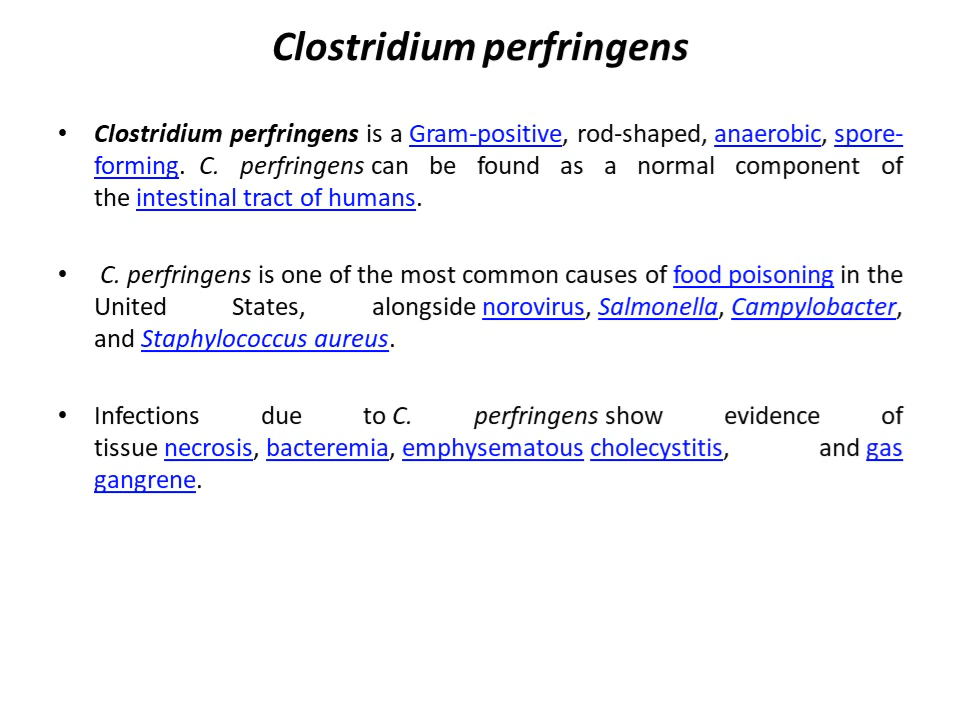 Clostridium perfringens
• Clostridium perfringens is a Gram-positive, rod-shaped, anaerobic, spore-
forming. C. perfringens can be found as a normal component of
the intestinal tract of humans.
• C. perfringens is one of the most common causes of food poisoning in the
United States, alongside norovirus, Salmonella, Campylobacter,
and Staphylococcus aureus.
• Infections due to C. perfringens show evidence of
tissue necrosis, bacteremia, emphysematous cholecystitis, and gas
gangrene.